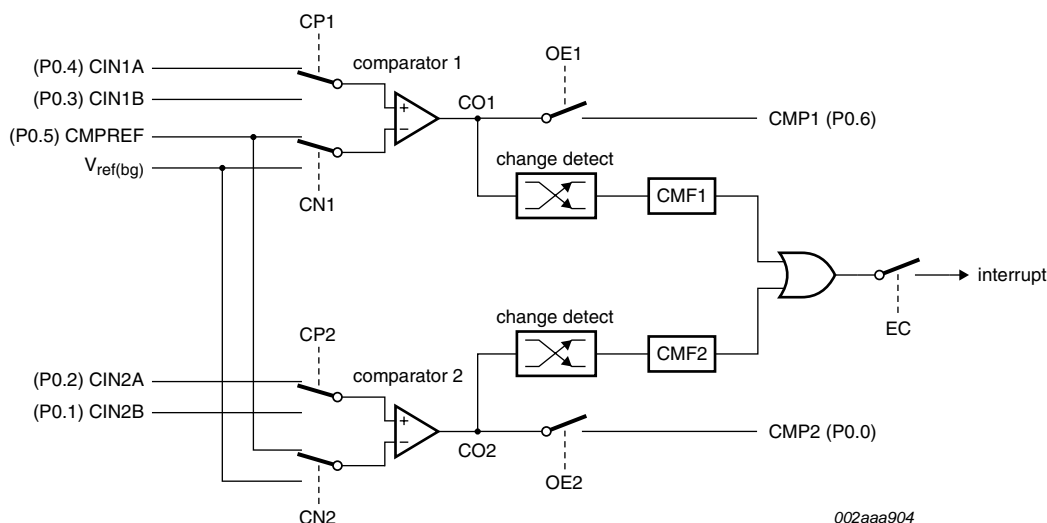 CP1
(P0.4) CIN1A
comparator 1
OE1
(P0.3) CIN1B
CO1
CMP1 (P0.6)
(P0.5) CMPREF
Vref(bg)
change detect
CN1
CMF1
interrupt
EC
CP2
change detect
CMF2
(P0.2) CIN2A
comparator 2
(P0.1) CIN2B
CO2
CMP2 (P0.0)
OE2
CN2
002aaa904
+
−
+
−